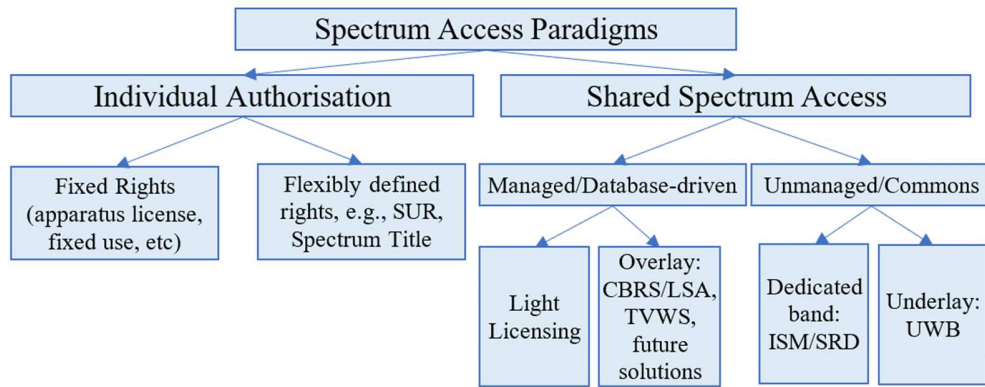 Spectrum Access Paradigms
Individual Authorisation
Shared Spectrum Access
Fixed Rights
(apparatus license,
fixed use, etc)
Flexibly defined
rights, e.g., SUR,
Spectrum Title
Managed/Database-driven
Unmanaged/Commons
Light
Licensing
Overlay:
CBRS/LSA,
TVWS,
future
solutions
Dedicated
band:
ISM/SRD
Underlay:
UWB